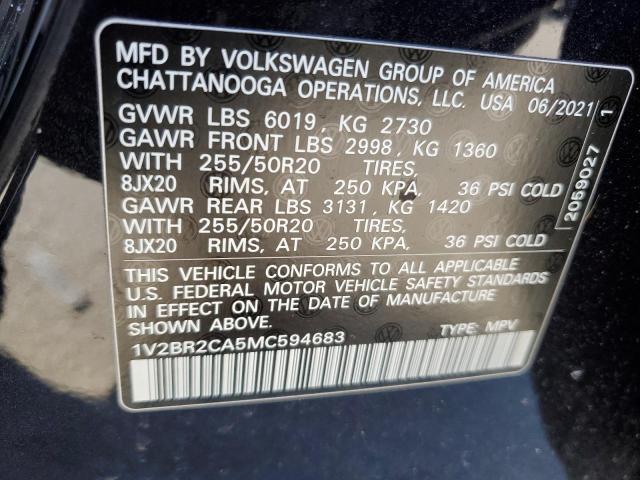 MFD BY VOLKSWAGEN GROUP OF AMERICA
CHATTANOOGA OPERATIONS, LLC. USA 06/2021
GVWR LBS 6019, KG 2730
GAWR FRONT LBS 2998, KG 1360
WITH 255/50R20 TIRES,
8JX20 RIMS, AT 250 KPA, 36 PSI COLD
GAWR REAR LBS 3131, KG 1420
WITH 255/50R20 TIRES,
8JX20 RIMS, AT 250 KPA, 36 PSI COLD
THIS VEHICLE CONFORMS TO ALL APPLICABLE
U.S. FEDERAL MOTOR VEHICLE SAFETY STANDARDS
IN EFFECT ON THE DATE OF MANUFACTURE
SHOWN ABOVE.
1V2BR2CA5MC594683 TYPE: MPV
2059027 1